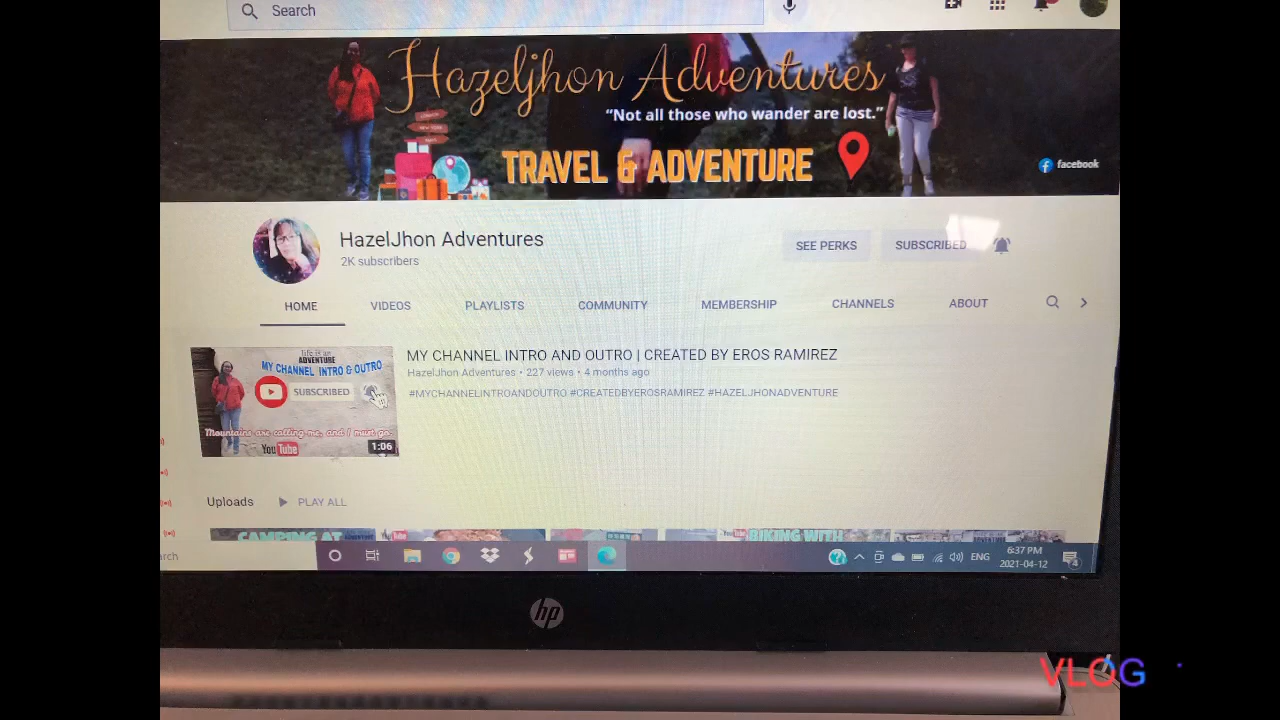 Search
Hazeljhon Adventures
“Not all those who wander are lost.”
TRAVEL & ADVENTURE
facebook
HazelJhon Adventures
2K subscribers
SEE PERKS
SUBSCRIBED
HOME VIDEOS PLAYLISTS COMMUNITY MEMBERSHIP CHANNELS ABOUT
life is an
ADVENTURE
MY CHANNEL INTRO & OUTRO
SUBSCRIBED
Mountains are calling me, and I must go.
YouTube
1:06
MY CHANNEL INTRO AND OUTRO | CREATED BY EROS RAMIREZ
HazelJhon Adventures • 227 views • 4 months ago
#MYCHANNELINTROANDOUTRO #CREATEDBYEROSRAMIREZ #HAZELJHONADVENTURE
Uploads PLAY ALL
CAMPING AT
BIKING WITH
rch
ENG
6:37 PM
2021-04-12
4
hp
VLOG